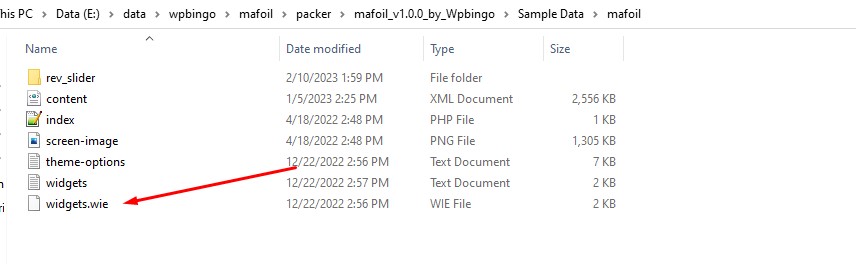 his PC > Data (E:) > data > wpbingo > mafoil > packer > mafoil_v1.0.0_by_Wpbingo > Sample Data > mafoil
Name Date modified Type Size
rev_slider 2/10/2023 1:59 PM File folder
content 1/5/2023 2:25 PM XML Document 2,556 KB
index 4/18/2022 2:48 PM PHP File 1 KB
screen-image 4/18/2022 2:48 PM PNG File 1,305 KB
theme-options 12/22/2022 2:56 PM Text Document 7 KB
widgets 12/22/2022 2:57 PM Text Document 2 KB
widgets.wie 12/22/2022 2:56 PM WIE File 2 KB